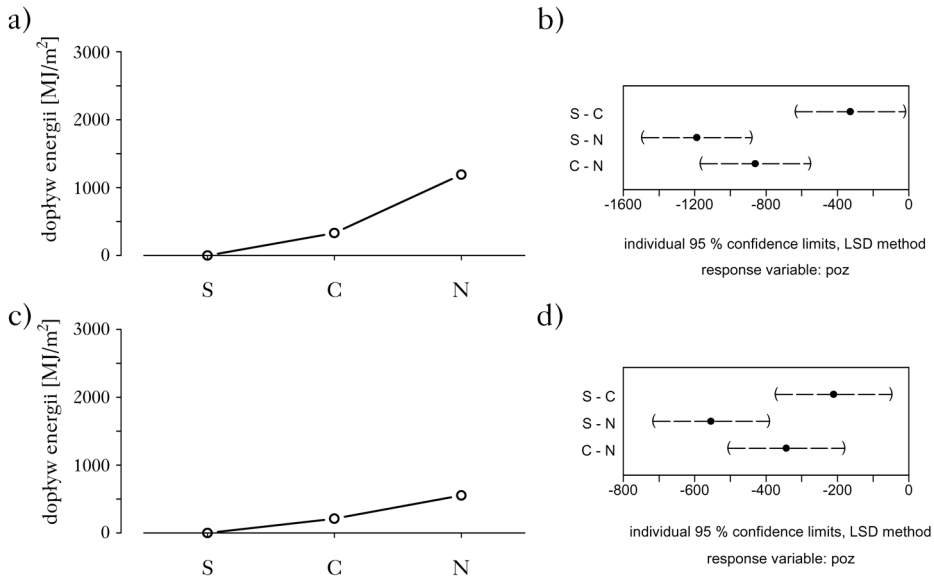 a)
dopływ energii [MJ/m²]
3000
2000
1000
0
S C N
b)
S - C
S - N
C - N
-1600 -1200 -800 -400 0
individual 95 % confidence limits, LSD method
response variable: poz
c)
dopływ energii [MJ/m²]
3000
2000
1000
0
S C N
d)
S - C
S - N
C - N
-800 -600 -400 -200 0
individual 95 % confidence limits, LSD method
response variable: poz